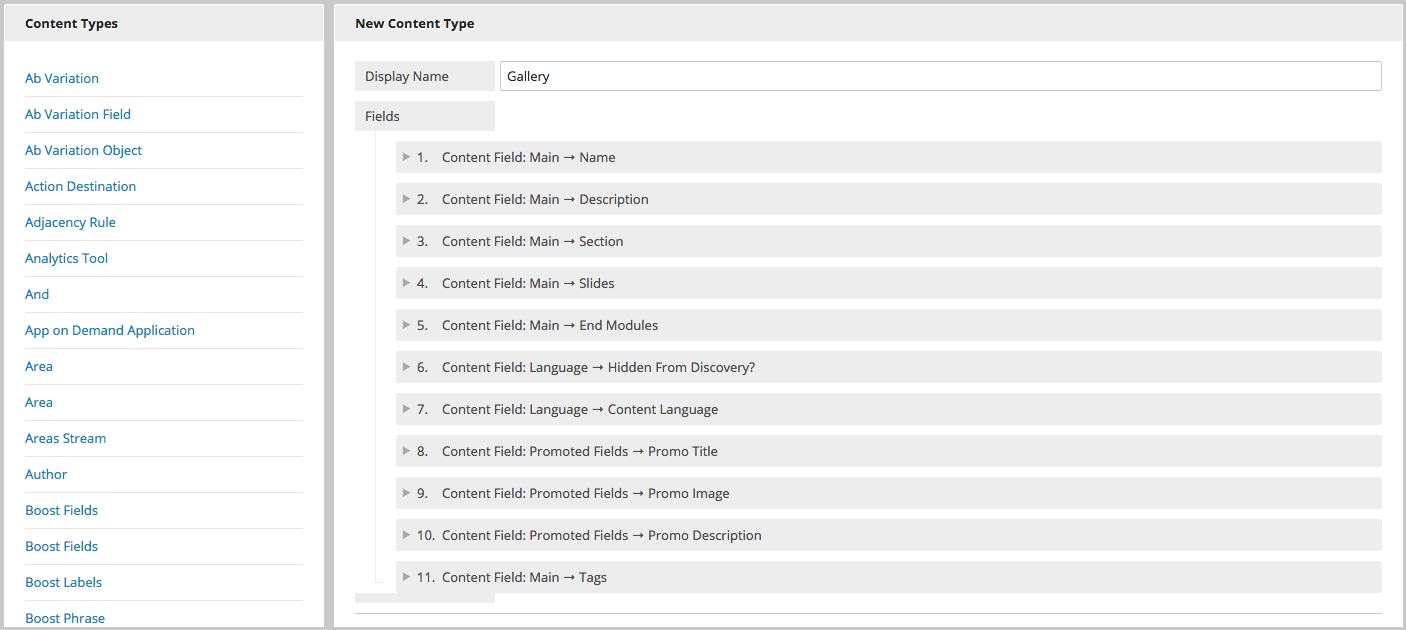 Content Types
Ab Variation
Ab Variation Field
Ab Variation Object
Action Destination
Adjacency Rule
Analytics Tool
And
App on Demand Application
Area
Area
Areas Stream
Author
Boost Fields
Boost Fields
Boost Labels
Boost Phrase
New Content Type
Display Name Gallery
Fields
1. Content Field: Main → Name
2. Content Field: Main → Description
3. Content Field: Main → Section
4. Content Field: Main → Slides
5. Content Field: Main → End Modules
6. Content Field: Language → Hidden From Discovery?
7. Content Field: Language → Content Language
8. Content Field: Promoted Fields → Promo Title
9. Content Field: Promoted Fields → Promo Image
10. Content Field: Promoted Fields → Promo Description
11. Content Field: Main → Tags